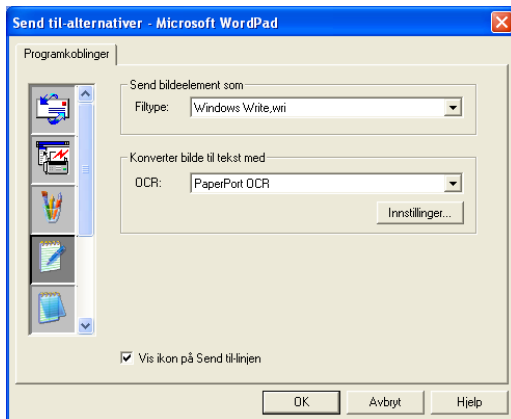 Send til-alternativer - Microsoft WordPad
Programkoblinger
Send bildeelement som
Filtype: Windows Write,wri
Konverter bilde til tekst med
OCR: PaperPort OCR
Innstillinger...
Vis ikon på Send til-linjen
OK Avbryt Hjelp